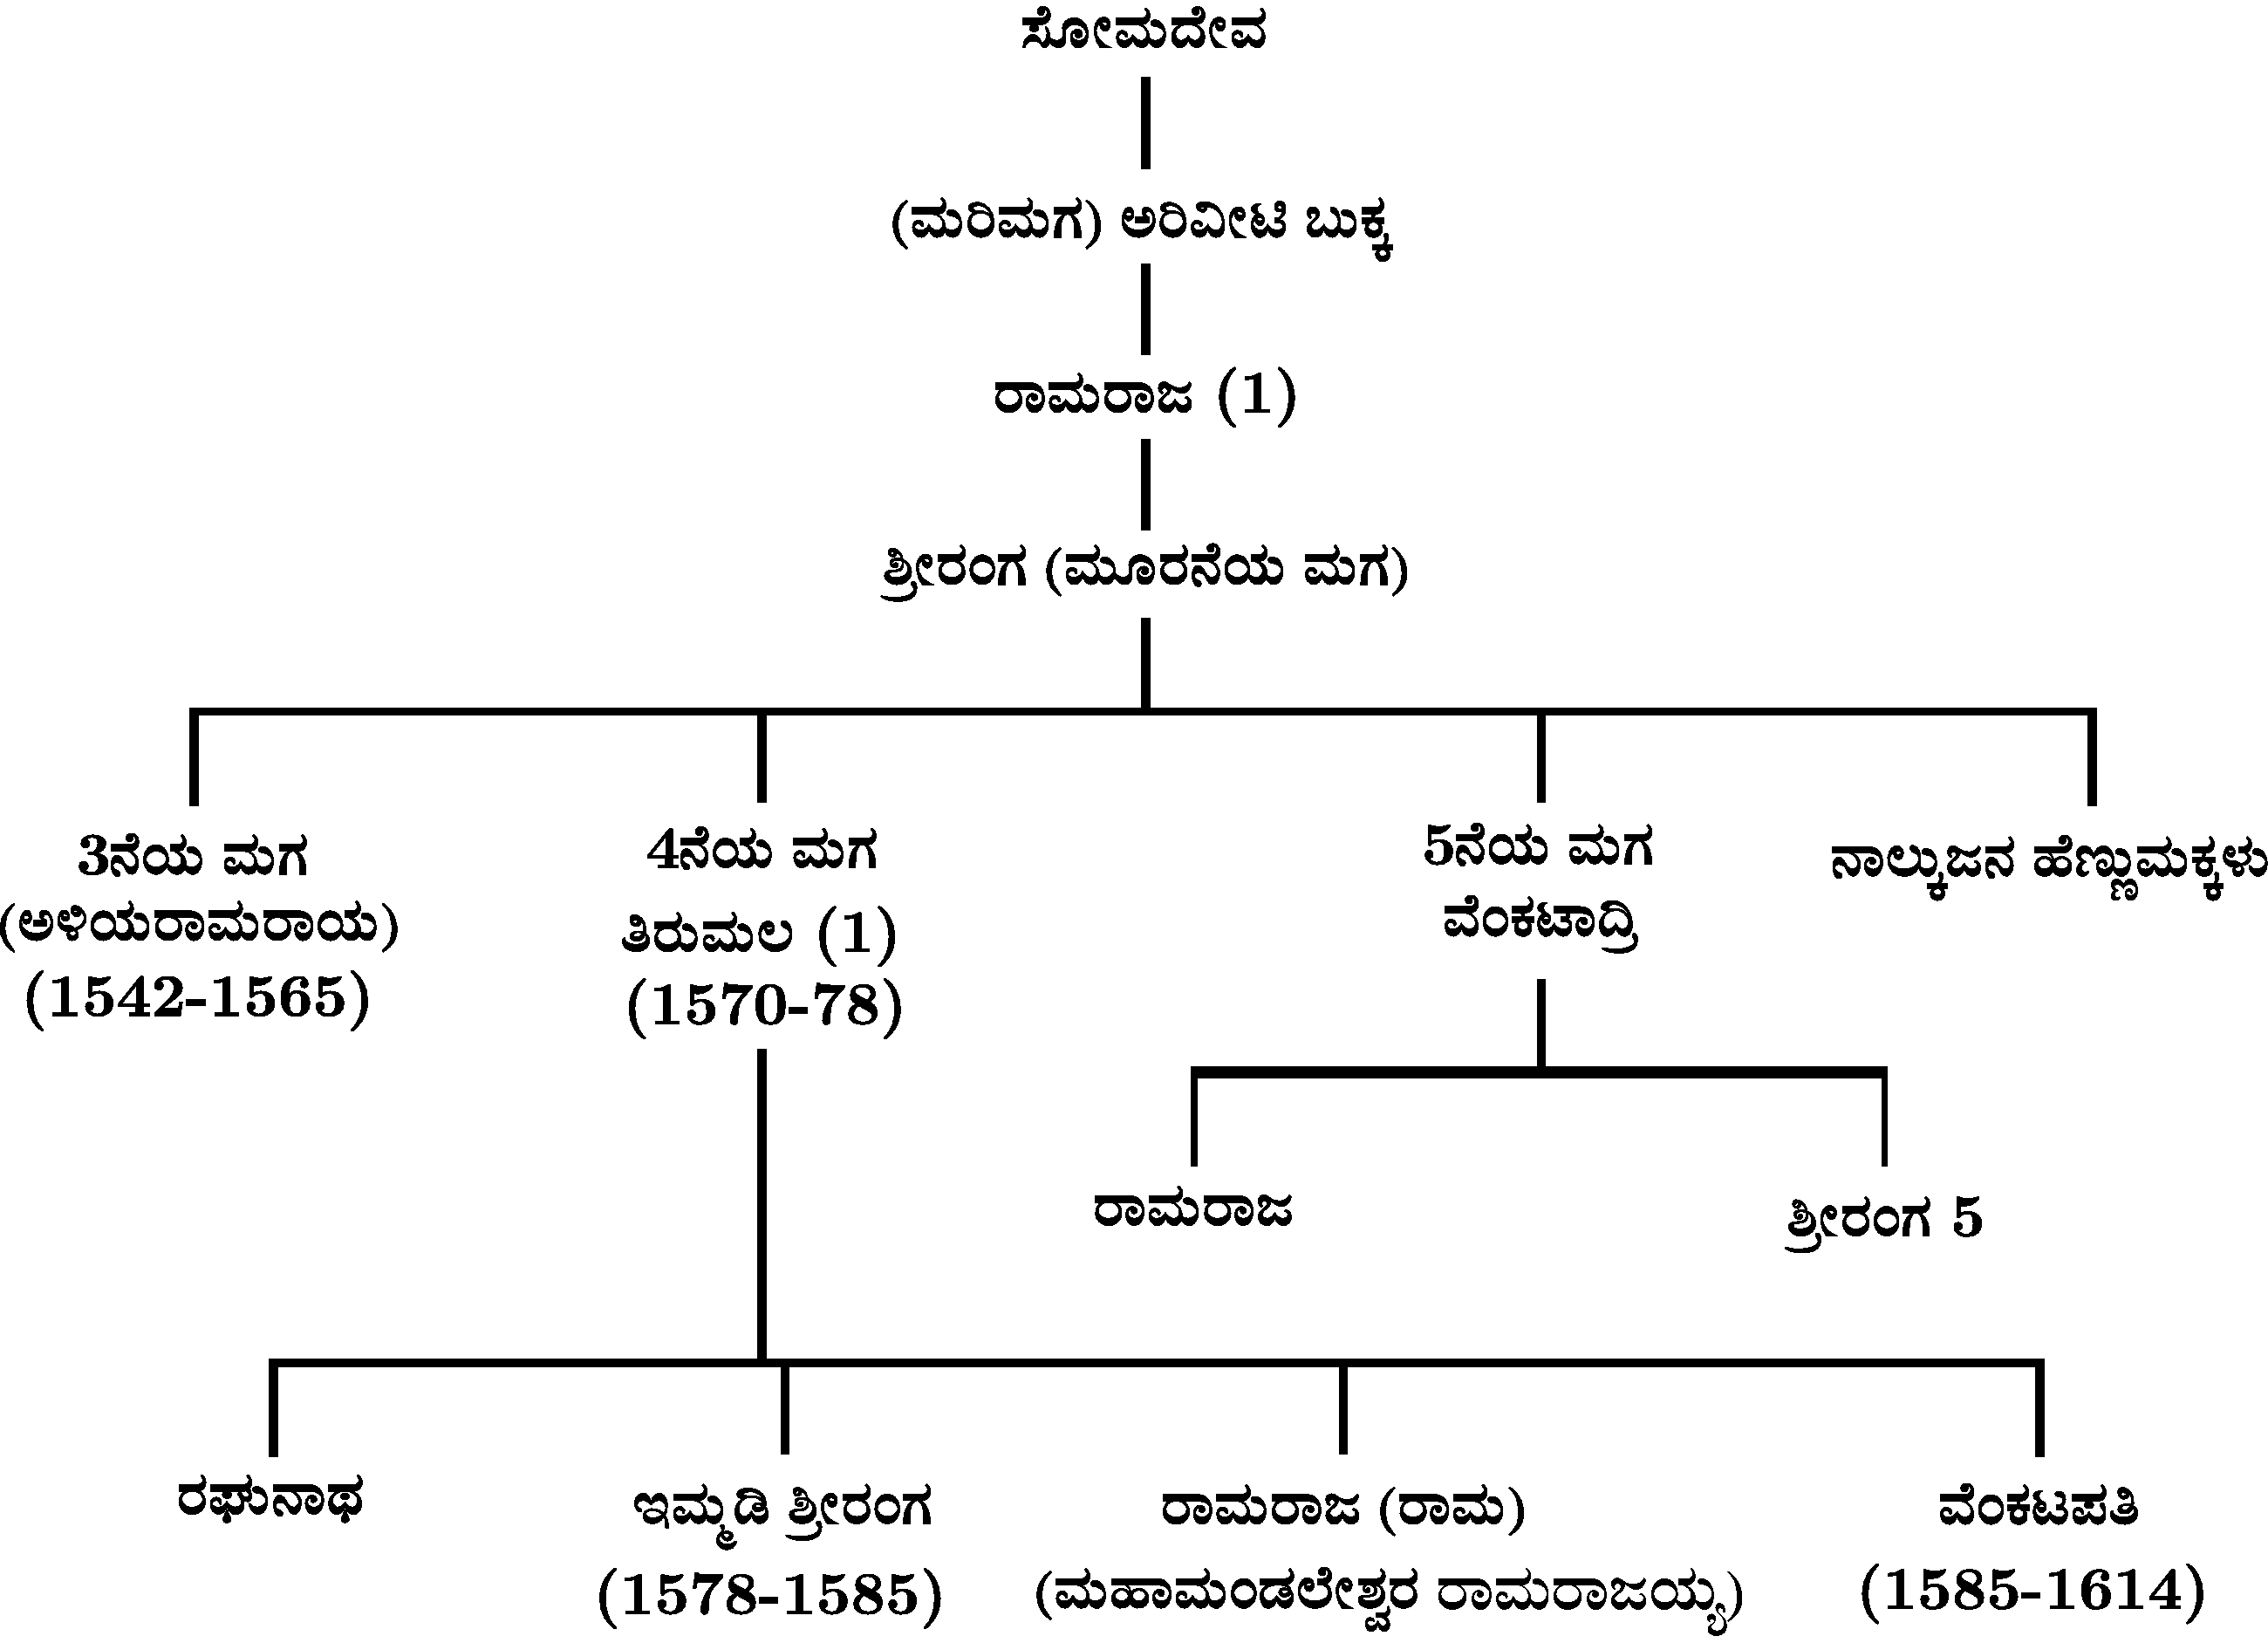 ಸೋಮದೇವ
(ಮರಿಮಗ) ಅರಿವೀಟಿ ಬುಕ್ಕ
ರಾಮರಾಜ (1)
ಶ್ರೀರಂಗ (ಮೂರನೆಯ ಮಗ)
3ನೆಯ ಮಗ
(ಅಳಿಯರಾಮರಾಯ)
(1542-1565)
4ನೆಯ ಮಗ
ತಿರುಮಲ (1)
(1570-78)
5ನೆಯ ಮಗ
ವೆಂಕಟಾದ್ರಿ
ನಾಲ್ಕುಜನ ಹೆಣ್ಣುಮಕ್ಕಳು
ರಾಮರಾಜ
ಶ್ರೀರಂಗ 5
ರಘುನಾಥ
ಇಮ್ಮಡಿ ಶ್ರೀರಂಗ
(1578-1585)
ರಾಮರಾಜ (ರಾಮ)
(ಮಹಾಮಂಡಲೇಶ್ವರ ರಾಮರಾಜಯ್ಯ)
ವೆಂಕಟಪತಿ
(1585-1614)